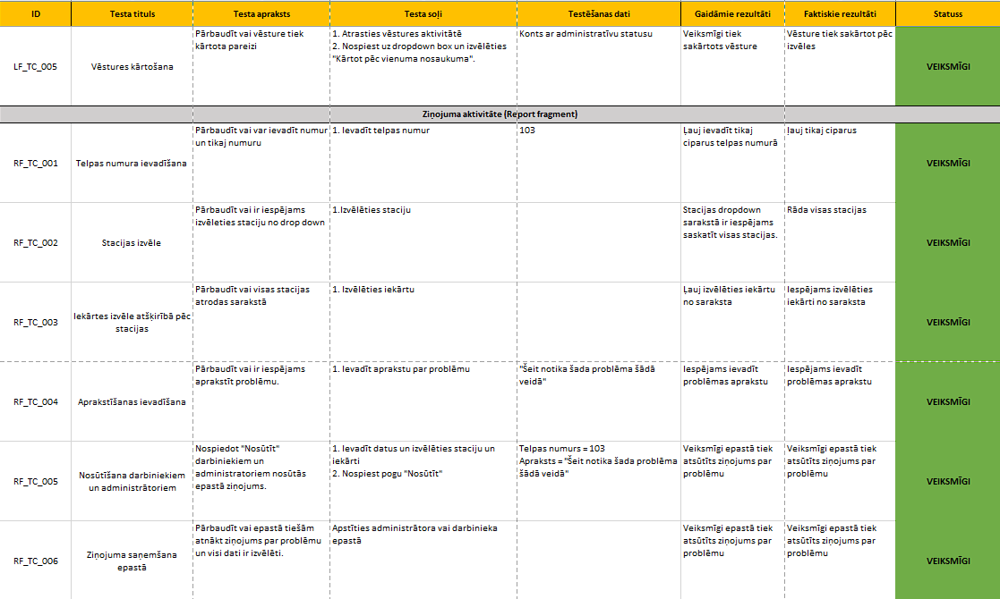 ID
Testa tituls
Testa apraksts
Testa soļi
Testēšanas dati
Gaidāmie rezultāti
Faktiskie rezultāti
Statuss
LF_TC_005
Vēstures kārtošana
Pārbaudīt vai vēsture tiek
kārtota pareizi
1. Atrasties vēstures aktivitātē
2. Nospiest uz dropdown box un izvēlēties
"Kārtot pēc vienuma nosaukuma".
Konts ar administratīvu statusu
Veiksmīgi tiek
sakārtots vēsture
Vēsture tiek sakārtot pēc
izvēles
VEIKSMĪGI
Ziņojuma aktivitāte (Report fragment)
RF_TC_001
Telpas numura ievadīšana
Pārbaudīt vai var ievadīt numur
un tikaj numuru
1. Ievadīt telpas numur
103
Ļauj ievadīt tikaj
ciparus telpas numurā
ļauj tikaj ciparus
VEIKSMĪGI
RF_TC_002
Stacijas izvēle
Pārbaudīt vai ir iespējams
izvēleties staciju no drop down
1.Izvēlēties staciju
Stacijas dropdown
sarakstā ir iespējams
saskatīt visas stacijas.
Rāda visas stacijas
VEIKSMĪGI
RF_TC_003
Iekārtes izvēle atšķirībā pēc
stacijas
Pārbaudīt vai visas stacijas
atrodas sarakstā
1. Izvēlēties iekārtu
Ļauj izvēlēties iekārtu
no saraksta
Iespējams izvēlēties
iekārti no saraksta
VEIKSMĪGI
RF_TC_004
Aprakstīšanas ievadīšana
Pārbaudīt vai ir iespējams
aprakstīt problēmu.
1. Ievadīt aprakstu par problēmu
"Šeit notika šada problēma šādā
veidā"
Iespējams ievadīt
problēmas aprakstu
Iespējams ievadīt
problēmas aprakstu
VEIKSMĪGI
RF_TC_005
Nosūtīšana darbiniekiem
un administrātoriem
Nospiedot "Nosūtīt"
darbiniekiem un
administratoriem nosūtās
epastā ziņojums.
1. Ievadīt datus un izvēlēties staciju un
iekārti
2. Nospiest pogu "Nosūtīt"
Telpas numurs = 103
Apraksts = "Šeit notika šada problēma
šādā veidā"
Veiksmīgi epastā tiek
atsūtīts ziņojums par
problēmu
Veiksmīgi epastā tiek
atsūtīts ziņojums par
problēmu
VEIKSMĪGI
RF_TC_006
Ziņojuma saņemšana
epastā
Pārbaudīt vai epastā tiešām
atnākt ziņojums par problēmu
un visi dati ir izvēlēti.
Apstīties administrātora vai darbinieka
epastā
Veiksmīgi epastā tiek
atsūtīts ziņojums par
problēmu
Veiksmīgi epastā tiek
atsūtīts ziņojums par
problēmu
VEIKSMĪGI